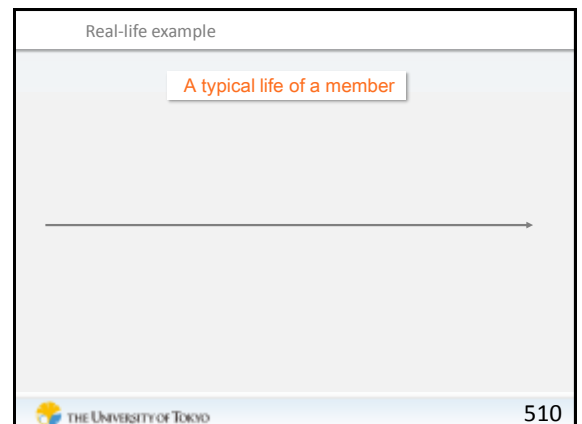 Real-life example
A typical life of a member
THE UNIVERSITY OF TOKYO
510